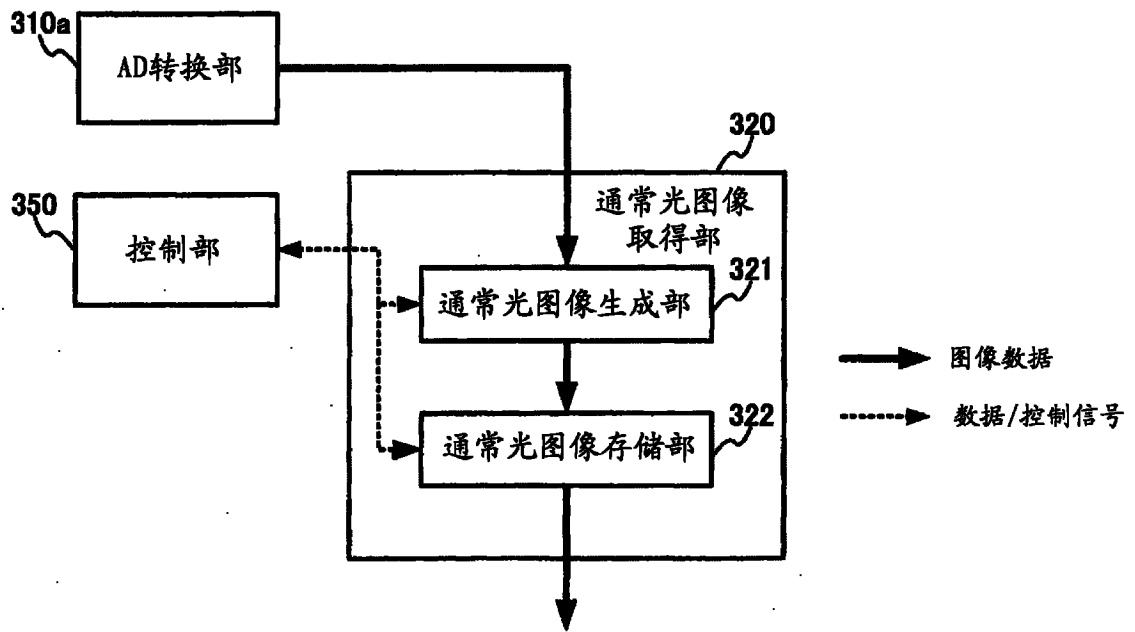 310a
AD转换部
320
350
控制部
通常光图像
取得部
321
通常光图像生成部
图像数据
322
通常光图像存储部
数据/控制信号